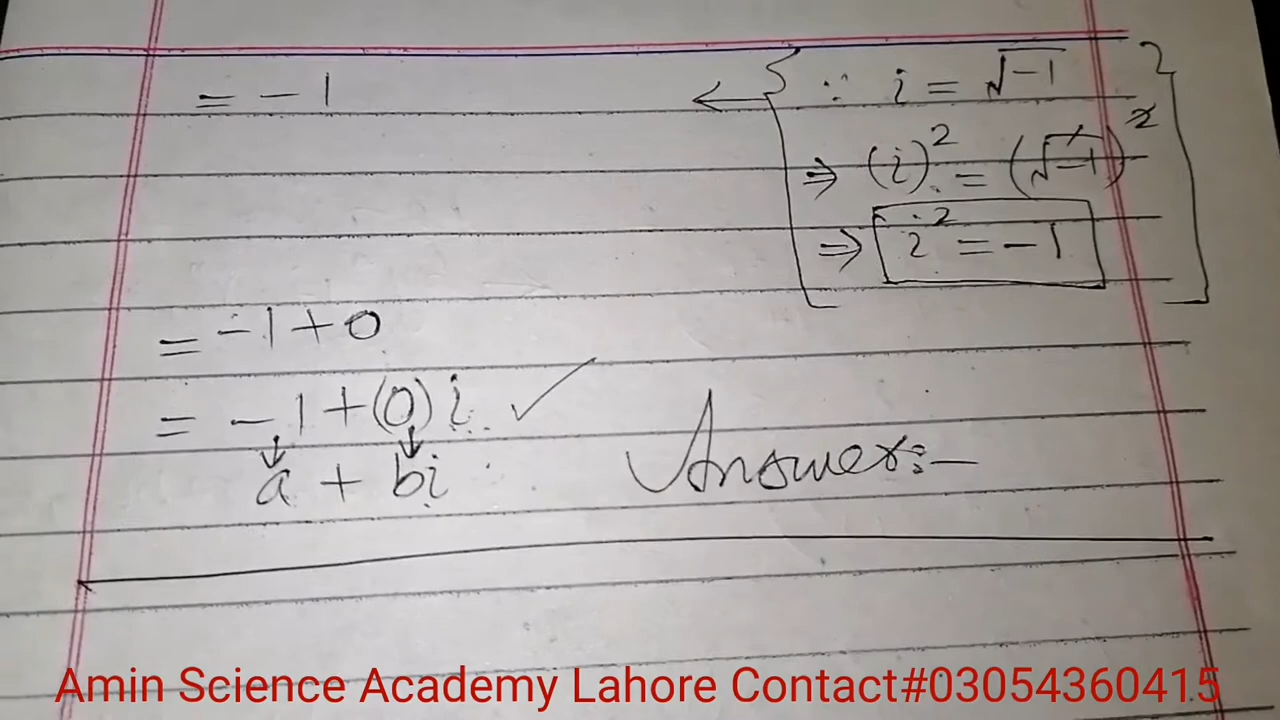 = -1
∵ i = √-1
⇒ (i)² = (√-1)²
⇒ i² = -1
= -1+0
= -1+(0)i ✓
a + bi
Answer:-
Amin Science Academy Lahore Contact#03054360415